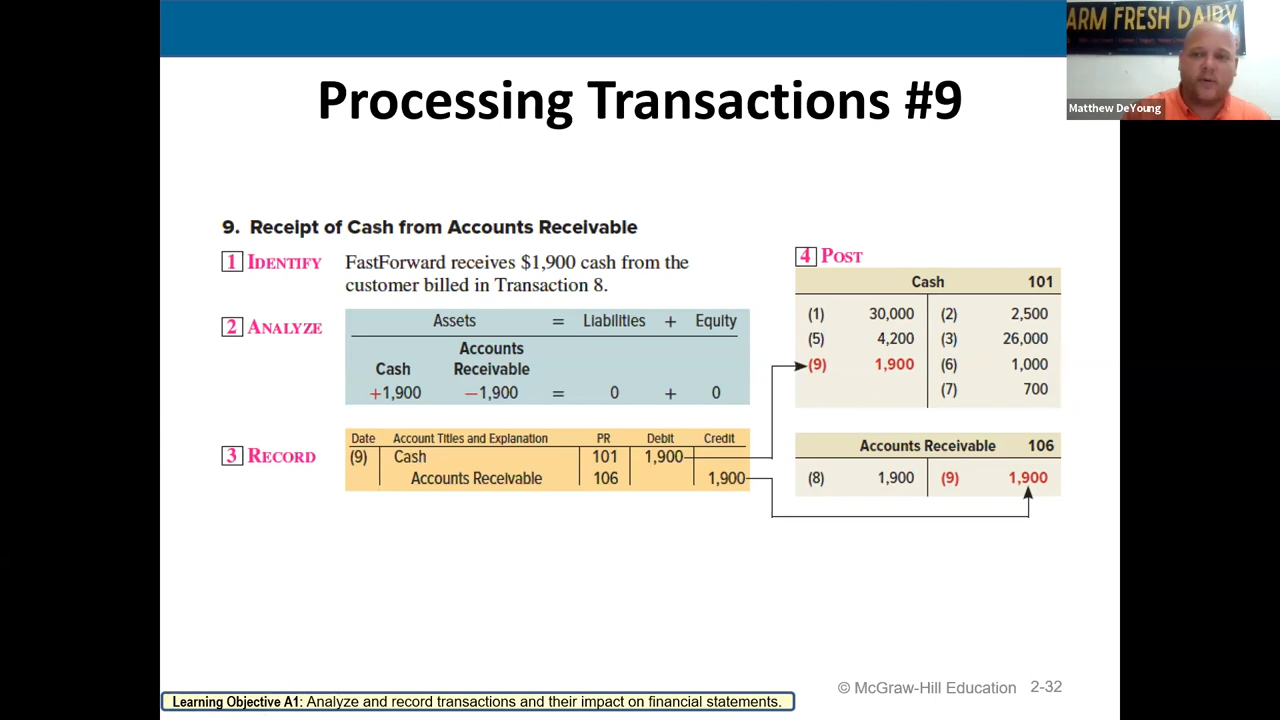 ARM FRESH DAIRY
Matthew DeYoung
Processing Transactions #9
9. Receipt of Cash from Accounts Receivable
1 IDENTIFY
FastForward receives $1,900 cash from the
customer billed in Transaction 8.
2 ANALYZE
Assets = Liabilities + Equity
Accounts
Cash Receivable
+1,900 −1,900 = 0 + 0
3 RECORD
Date Account Titles and Explanation PR Debit Credit
(9) Cash 101 1,900
Accounts Receivable 106 1,900
4 POST
Cash 101
(1) 30,000 (2) 2,500
(5) 4,200 (3) 26,000
(9) 1,900 (6) 1,000
(7) 700
Accounts Receivable 106
(8) 1,900 (9) 1,900
Learning Objective A1: Analyze and record transactions and their impact on financial statements.
© McGraw-Hill Education 2-32